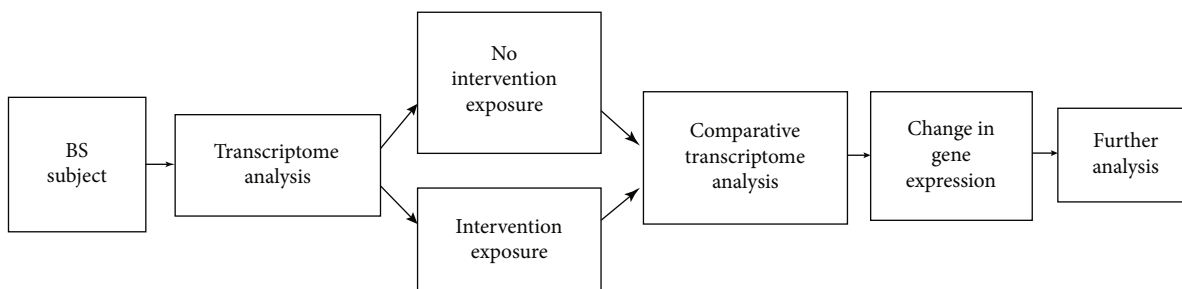 BS
subject
Transcriptome
analysis
No
intervention
exposure
Intervention
exposure
Comparative
transcriptome
analysis
Change in
gene
expression
Further
analysis